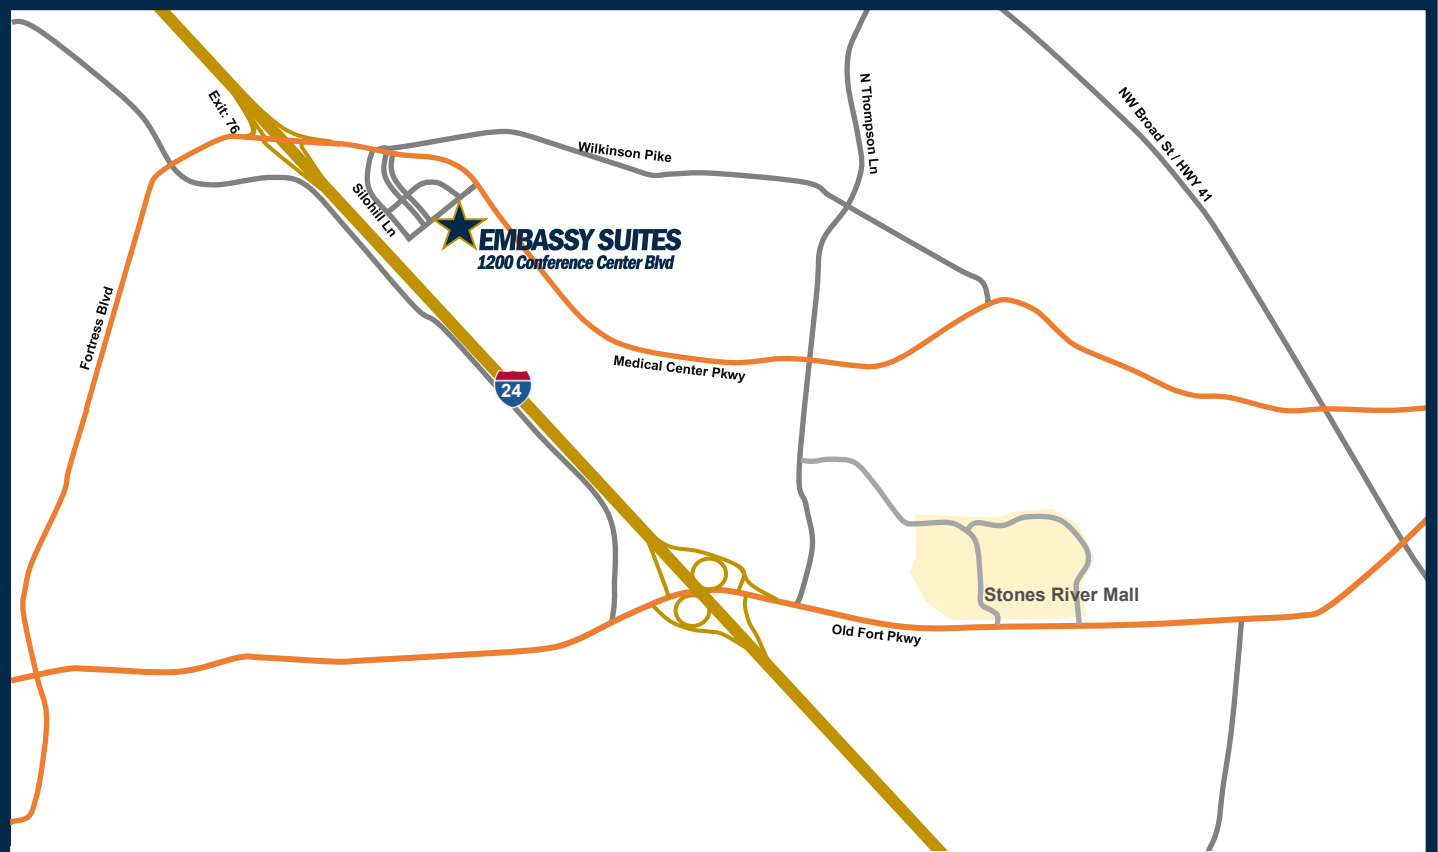 N Thompson Ln
NW Broad St / HWY 41
Exit: 76
Wilkinson Pike
Silohill Ln
EMBASSY SUITES
1200 Conference Center Blvd
Fortress Blvd
Medical Center Pkwy
24
Stones River Mall
Old Fort Pkwy